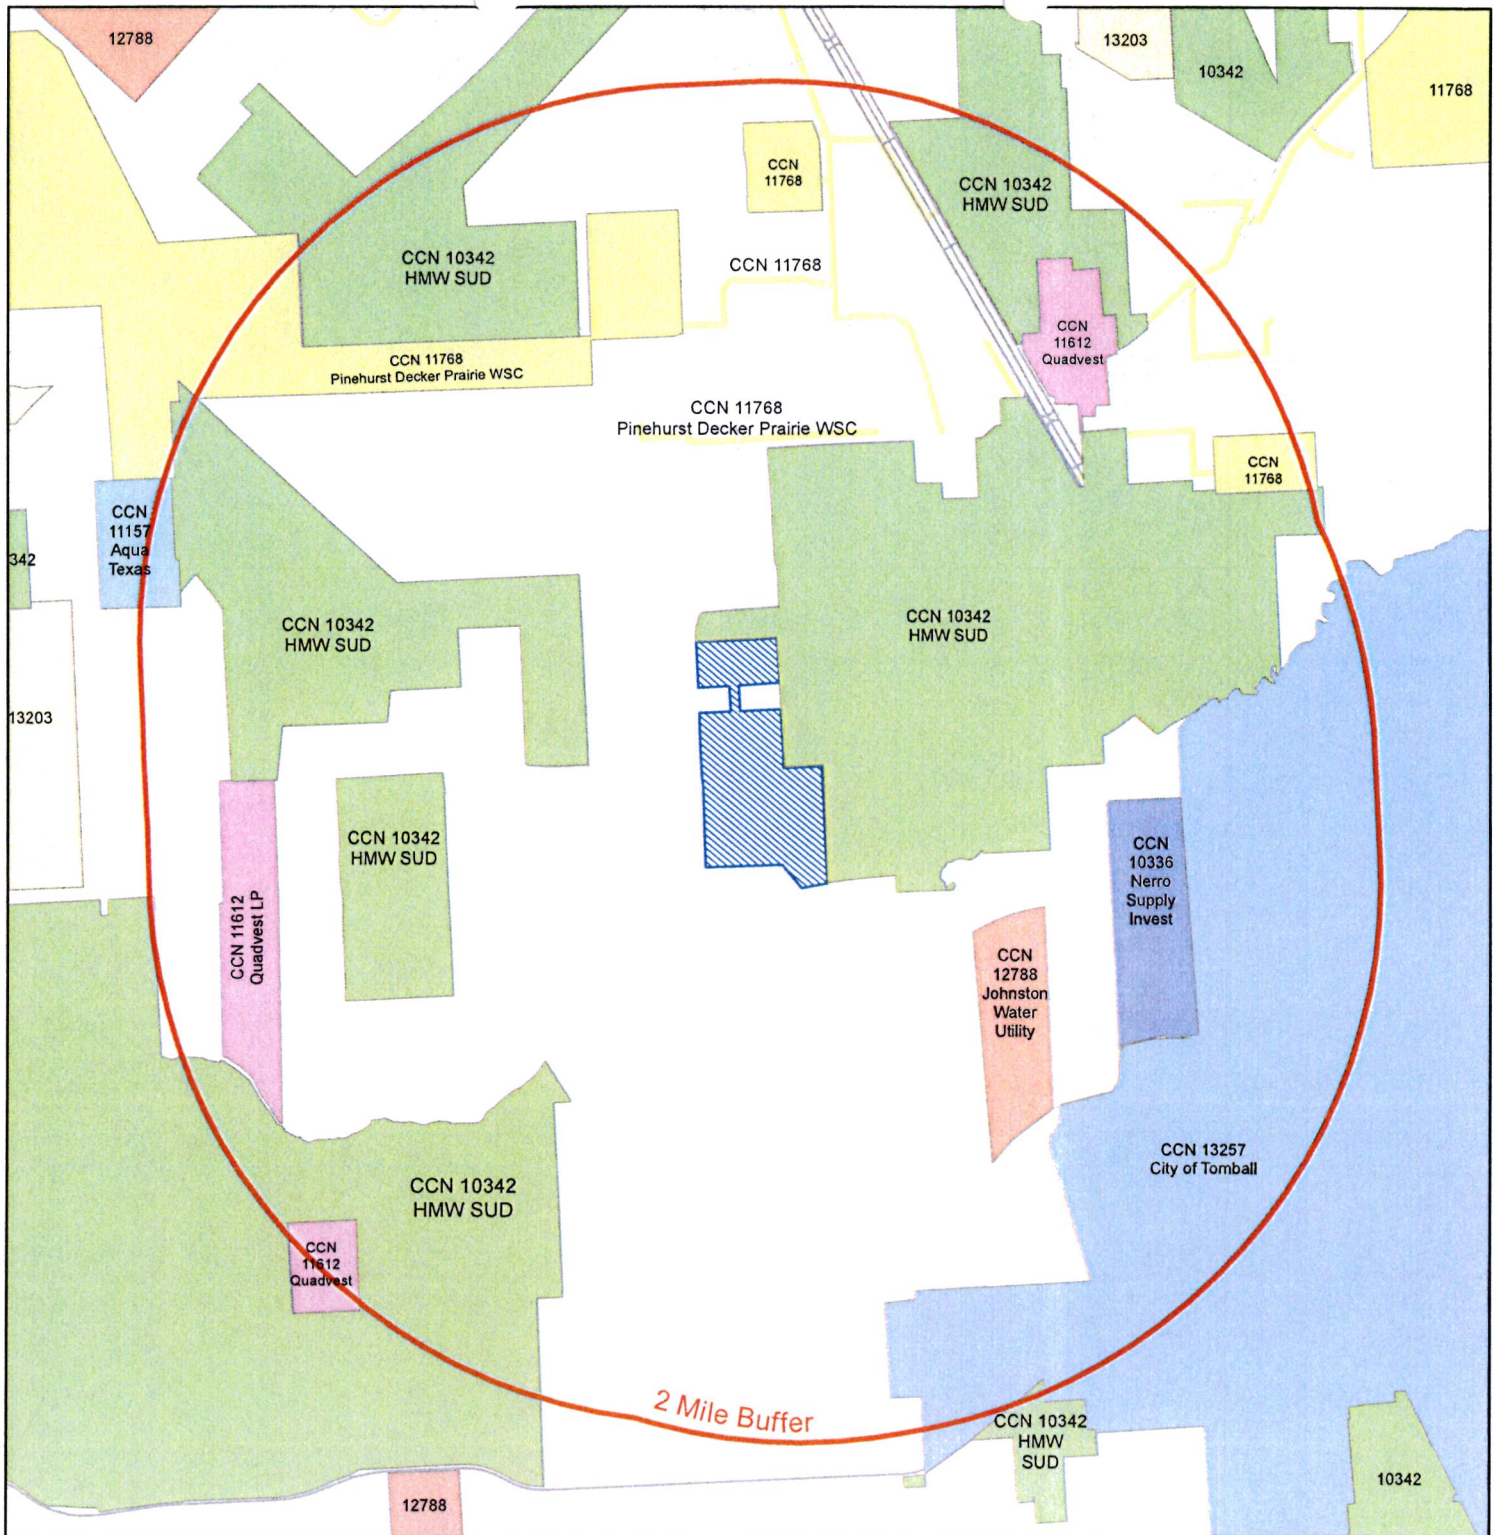 12788
13203
10342
11768
CCN
11768
CCN 10342
HMW SUD
CCN 10342
HMW SUD
CCN 11768
CCN
11612
Quadvest
CCN 11768
Pinehurst Decker Prairie WSC
CCN 11768
Pinehurst Decker Prairie WSC
CCN
11768
CCN
11157
Aqua
Texas
342
CCN 10342
HMW SUD
CCN 10342
HMW SUD
13203
CCN 10342
HMW SUD
CCN
10336
Nerro
Supply
Invest
CCN 11612
Quadvest LP
CCN
12788
Johnston
Water
Utility
CCN 13257
City of Tomball
CCN 10342
HMW SUD
CCN
11612
Quadvest
2 Mile Buffer
CCN 10342
HMW
SUD
10342
12788